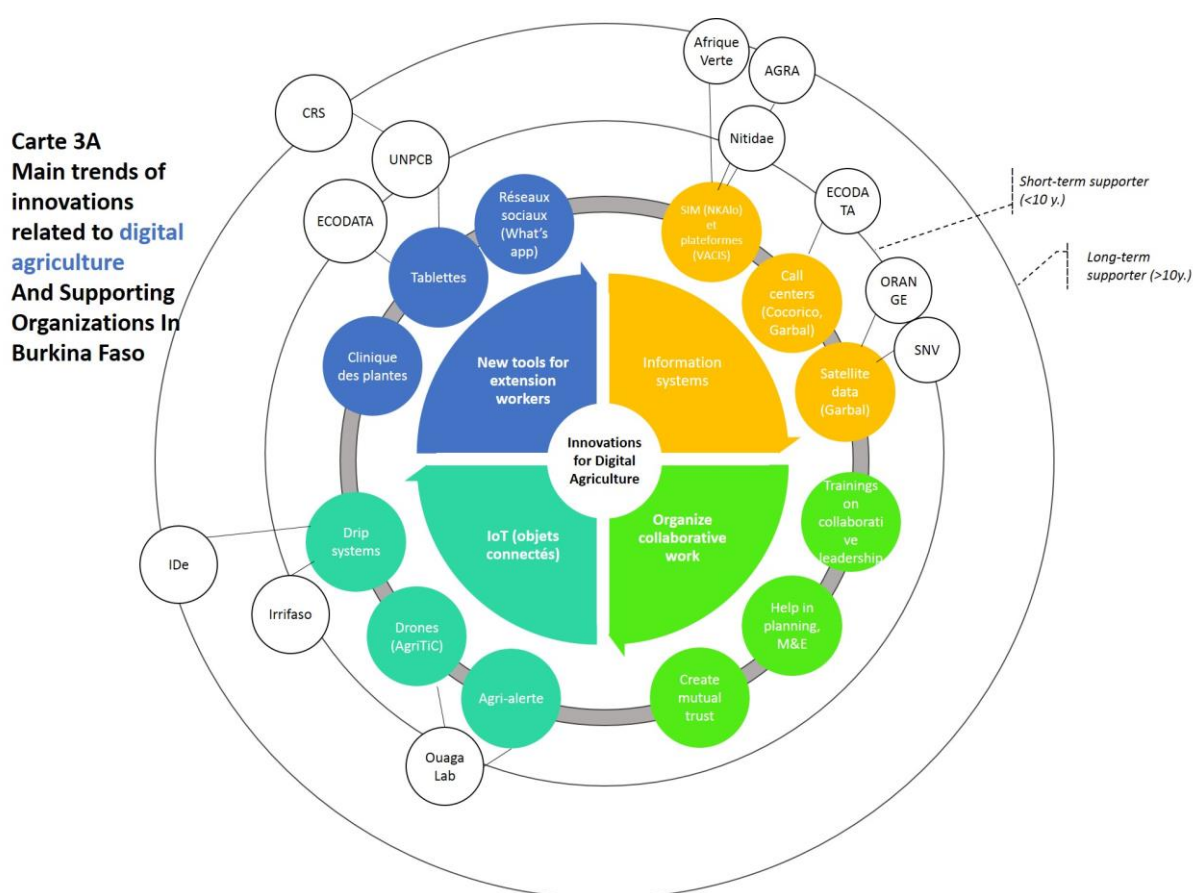 Carte 3A
Main trends of
innovations
related to digital
agriculture
And Supporting
Organizations In
Burkina Faso
CRS
UNPCB
ECODATA
Afrique
Verte
AGRA
Nitidae
ECODA
TA
ORAN
GE
SNV
Short-term supporter
(<10 y.)
Long-term
supporter (>10y.)
Réseaux
sociaux
(What's
app)
Tablettes
Clinique
des plantes
SIM (NKAlo)
et
plateformes
(VACIS)
Call
centers
(Cocorico,
Garbal)
Satellite
data
(Garbal)
New tools for
extension
workers
Information
systems
Innovations
for Digital
Agriculture
IoT (objets
connectés)
Organize
collaborative
work
Trainings
on
collaborati
ve
leadership
Help in
planning,
M&E
Create
mutual
trust
Drip
systems
Drones
(AgriTiC)
Agri-alerte
IDe
Irrifaso
Ouaga
Lab